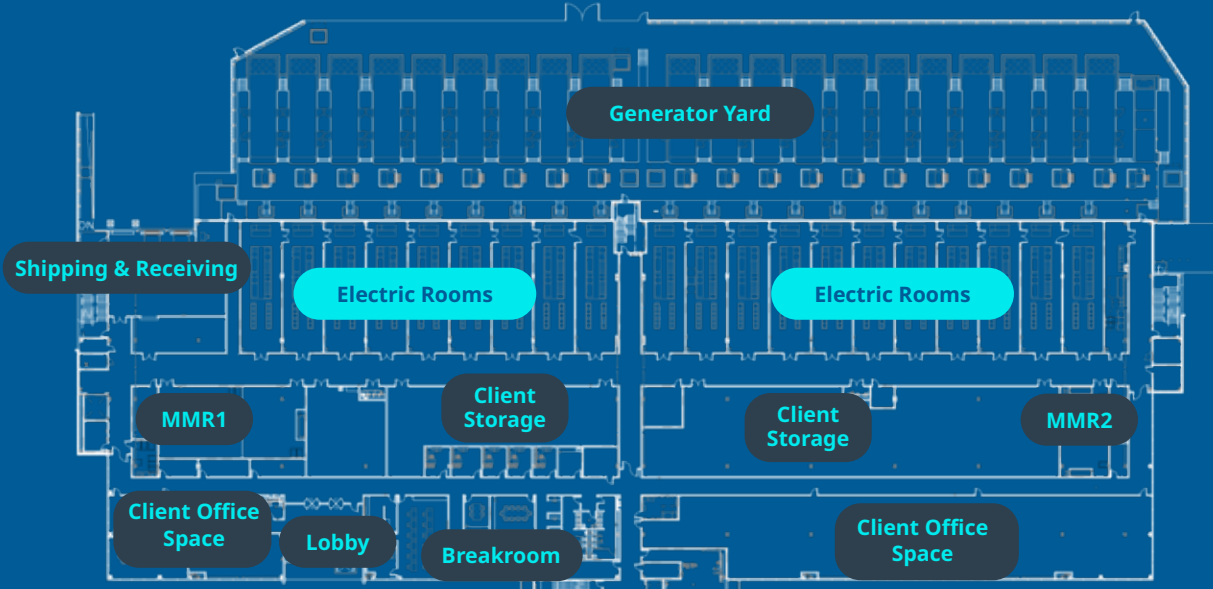 Generator Yard
Shipping & Receiving
Electric Rooms
Electric Rooms
Client
Storage
Client
Storage
MMR1
MMR2
Client Office
Space
Lobby
Breakroom
Client Office
Space
DN